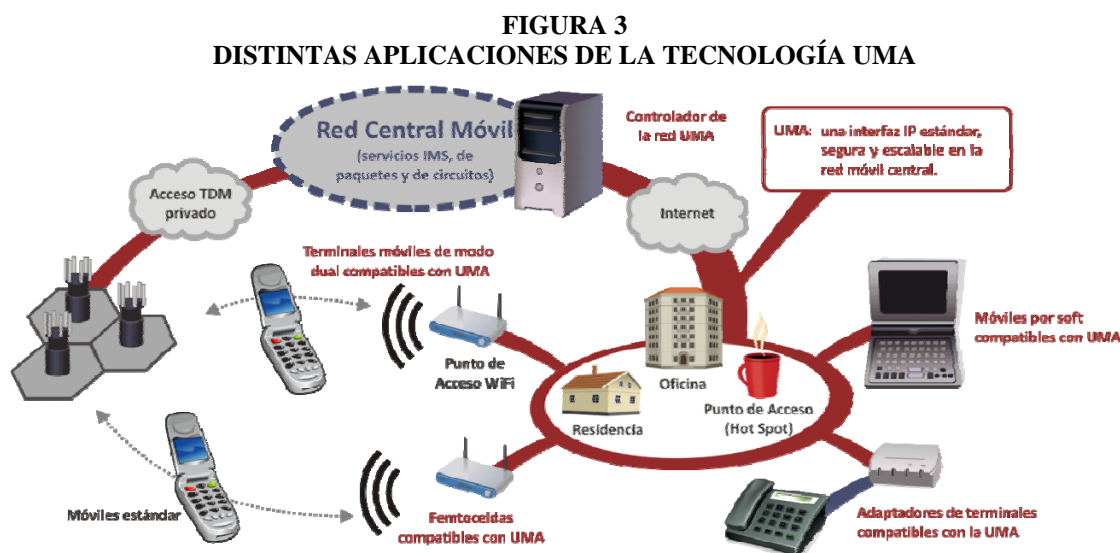 FIGURA 3
DISTINTAS APLICACIONES DE LA TECNOLOGÍA UMA
Red Central Móvil
(servicios IMS, de
paquetes y de circuitos)
Controlador de
la red UMA
UMA: una interfaz IP estándar,
segura y escalable en la
red móvil central.
Acceso TDM
privado
Internet
Terminales móviles de modo
dual compatibles con UMA
Punto de
Acceso WiFi
Oficina
Residencia
Punto de Acceso
(Hot Spot)
Móviles por soft
compatibles con UMA
Móviles estándar
Femtoceldas
compatibles con UMA
Adaptadores de terminales
compatibles con la UMA